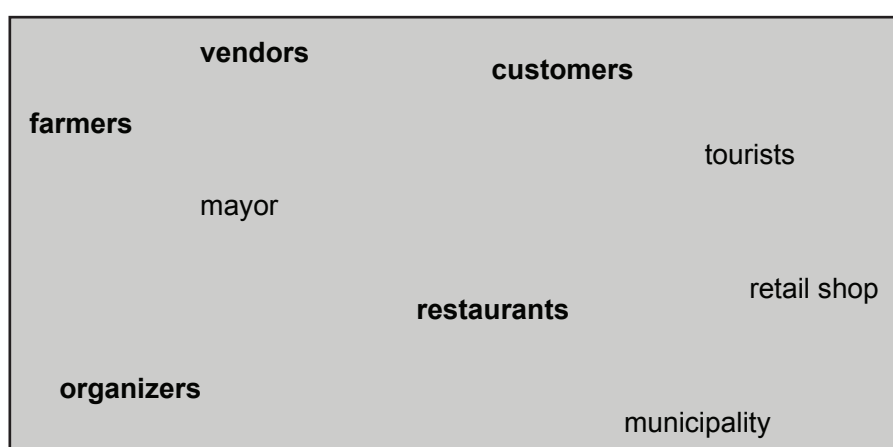 vendors
customers
farmers
tourists
mayor
retail shop
restaurants
organizers
municipality